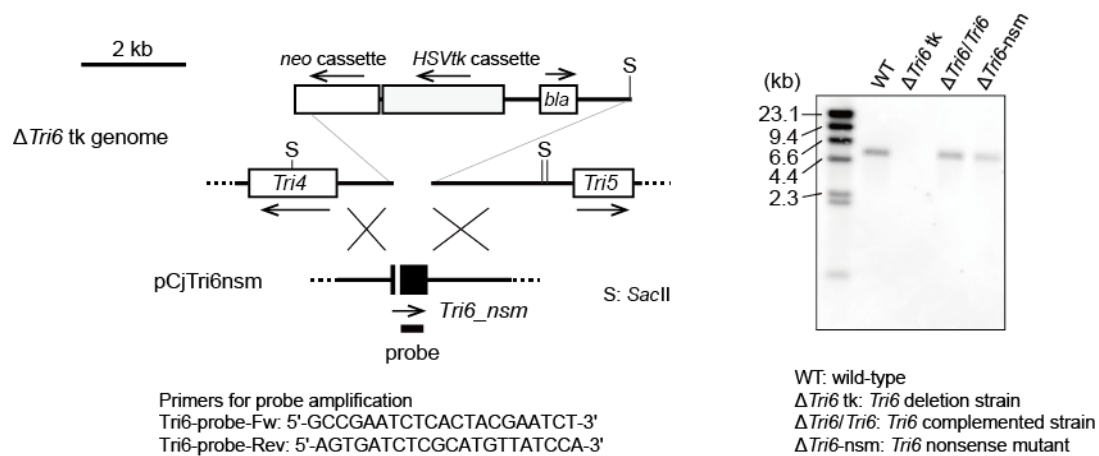 2 kb
neo cassette
HSVtk cassette
bla
S
ΔTri6 tk genome
S
S
Tri4
Tri5
pCjTri6nsm
S: SacII
Tri6_nsm
probe
Primers for probe amplification
Tri6-probe-Fw: 5'-GCCGAATCTCACTACGAATCT-3'
Tri6-probe-Rev: 5'-AGTGATCTCGCATGTTATCCA-3'
(kb)
WT
ΔTri6 tk
ΔTri6/Tri6
ΔTri6-nsm
23.1
9.4
6.6
4.4
2.3
WT: wild-type
ΔTri6 tk: Tri6 deletion strain
ΔTri6/Tri6: Tri6 complemented strain
ΔTri6-nsm: Tri6 nonsense mutant